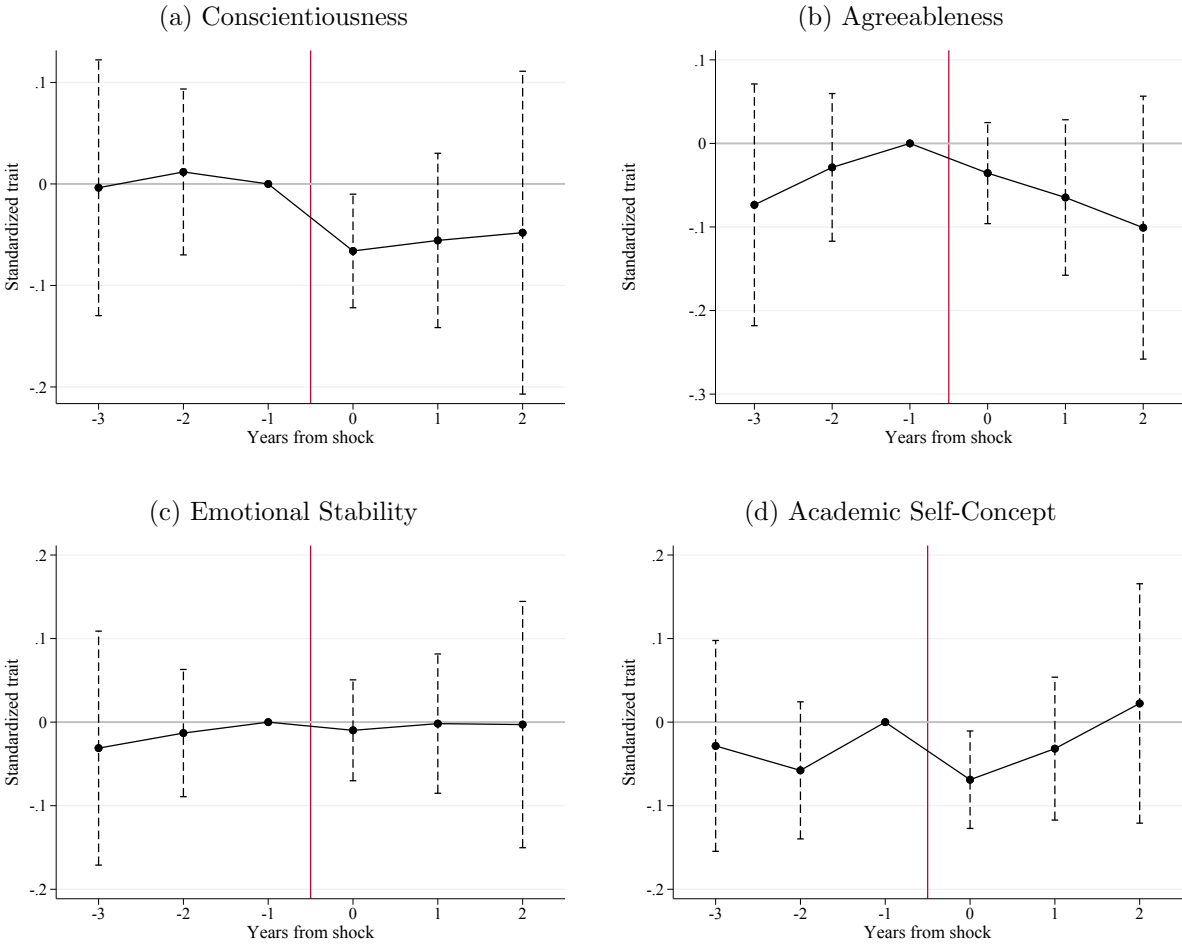 (a) Conscientiousness
.1
0
-.1
-.2
Standardized trait
-3 -2 -1 0 1 2
Years from shock
(b) Agreeableness
.1
0
-.1
-.2
-.3
Standardized trait
-3 -2 -1 0 1 2
Years from shock
(c) Emotional Stability
.2
.1
0
-.1
-.2
Standardized trait
-3 -2 -1 0 1 2
Years from shock
(d) Academic Self-Concept
.2
.1
0
-.1
-.2
Standardized trait
-3 -2 -1 0 1 2
Years from shock